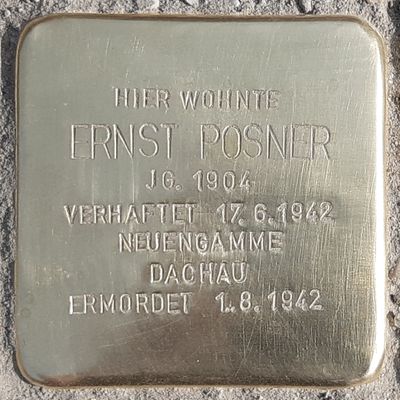 HIER WOHNTE
ERNST POSNER
JG. 1904
VERHAFTET 17.6.1942
NEUENGAMME
DACHAU
ERMORDET 1.8.1942